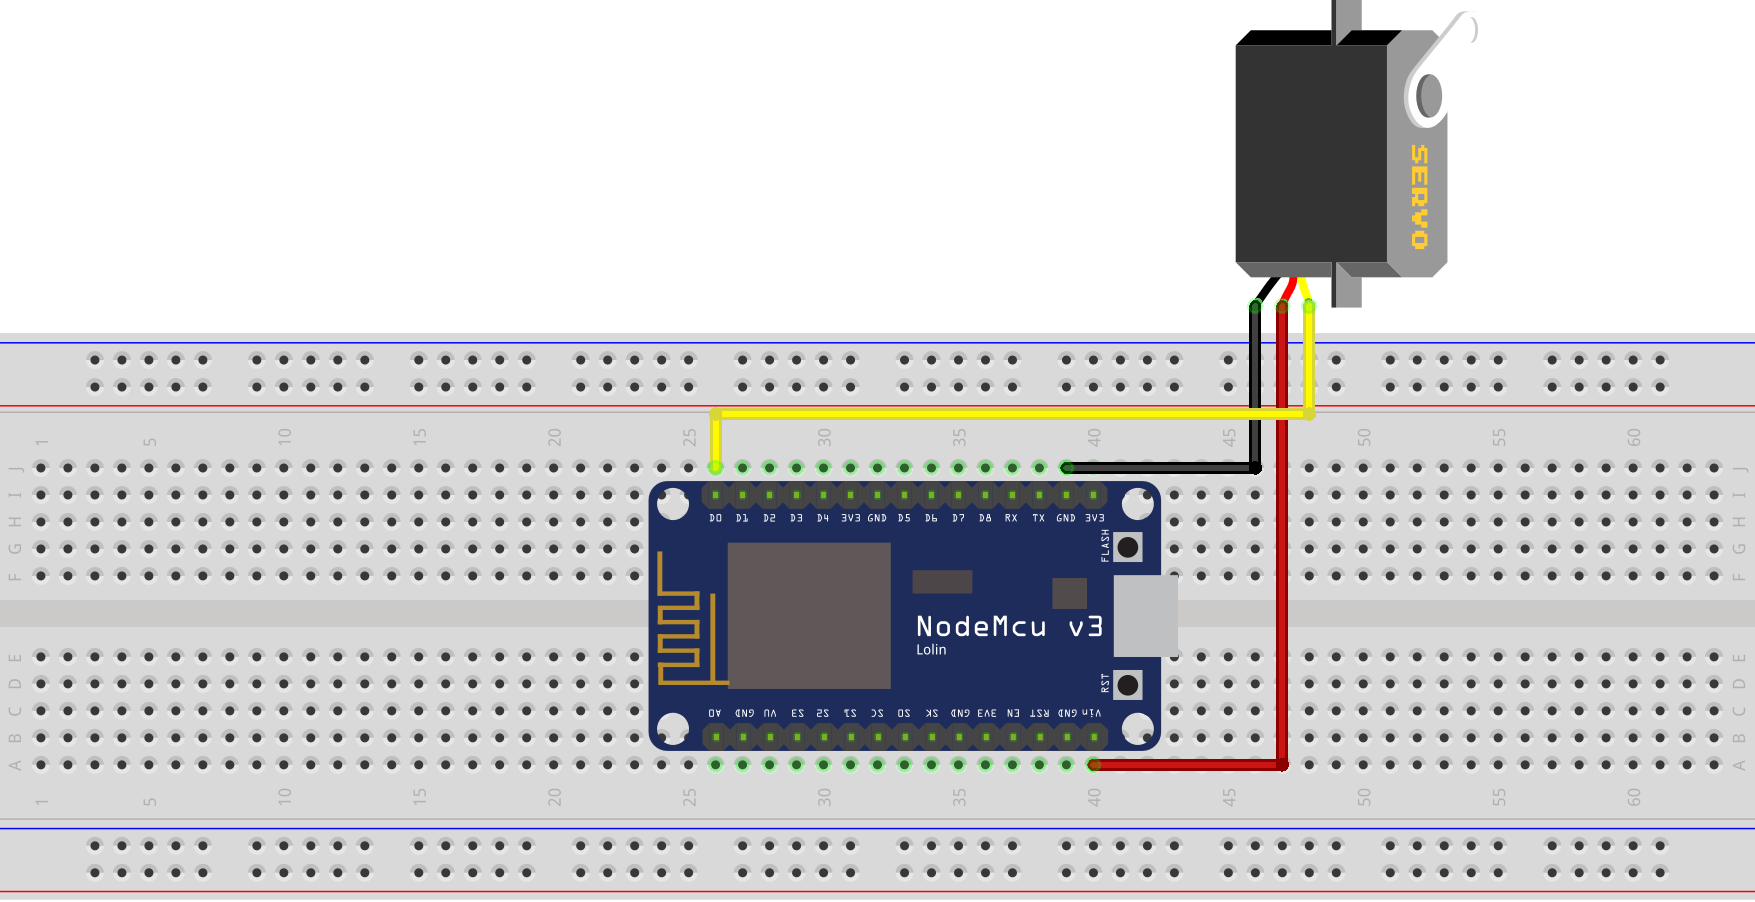 SERVO
1 5 10 15 20 25 30 35 40 45 50 55 60
J J
I I
H H
G G
F F
D0 D1 D2 D3 D4 3V3 GND D5 D6 D7 D8 RX TX GND 3V3
FLASH
NodeMcu v3
Lolin
E E
D D
C C
B B
A A
RST
A0 GND VU S3 S2 S1 SC SO SK GND 3V3 EN RST GND Vin
1 5 10 15 20 25 30 35 40 45 50 55 60